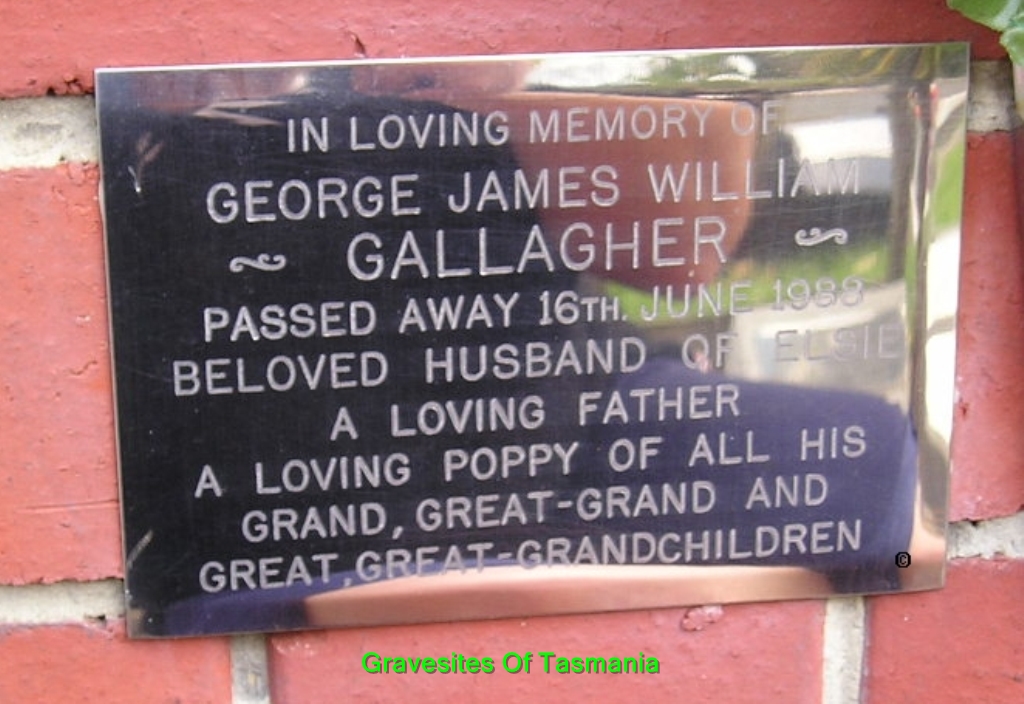 IN LOVING MEMORY OF
GEORGE JAMES WILLIAM
GALLAGHER
PASSED AWAY 16TH. JUNE 1988
BELOVED HUSBAND OF ELSIE
A LOVING FATHER
A LOVING POPPY OF ALL HIS
GRAND, GREAT-GRAND AND
GREAT, GREAT-GRANDCHILDREN
©
Gravesites Of Tasmania